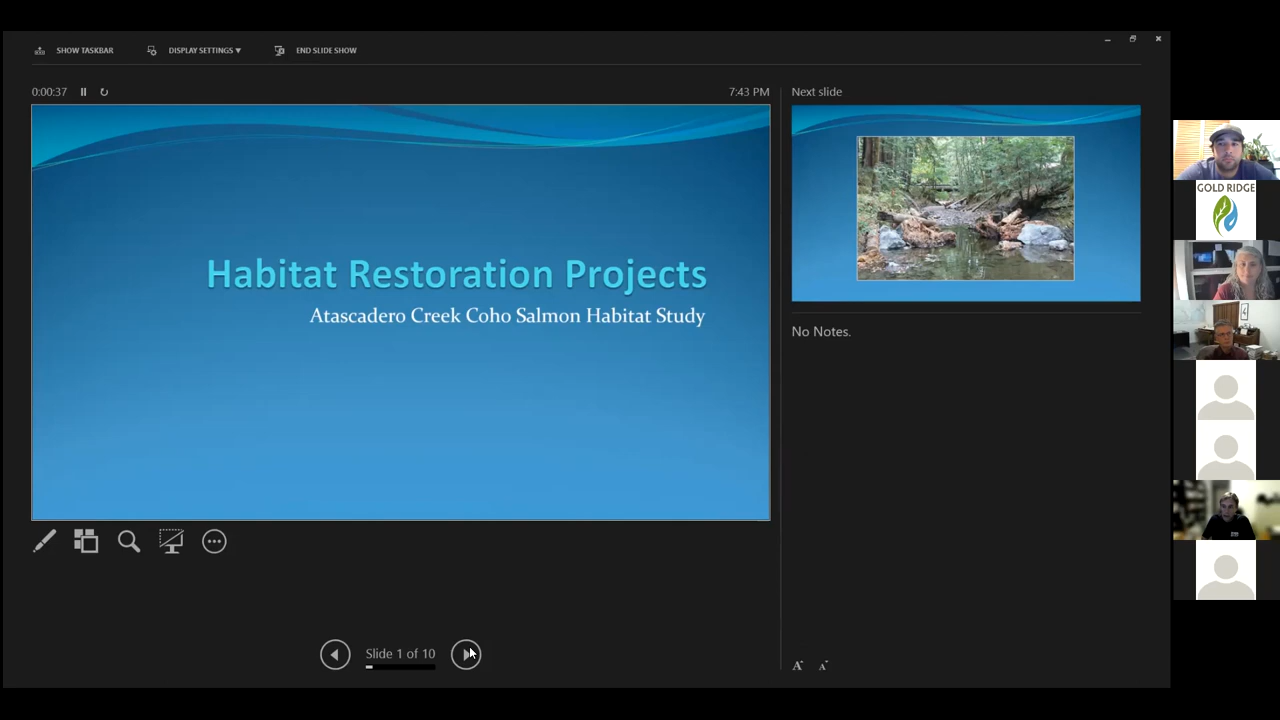 SHOW TASKBAR
DISPLAY SETTINGS ▾
END SLIDE SHOW
0:00:37
7:43 PM
Next slide
Habitat Restoration Projects
Atascadero Creek Coho Salmon Habitat Study
No Notes.
Slide 1 of 10
A
A
GOLD RIDGE